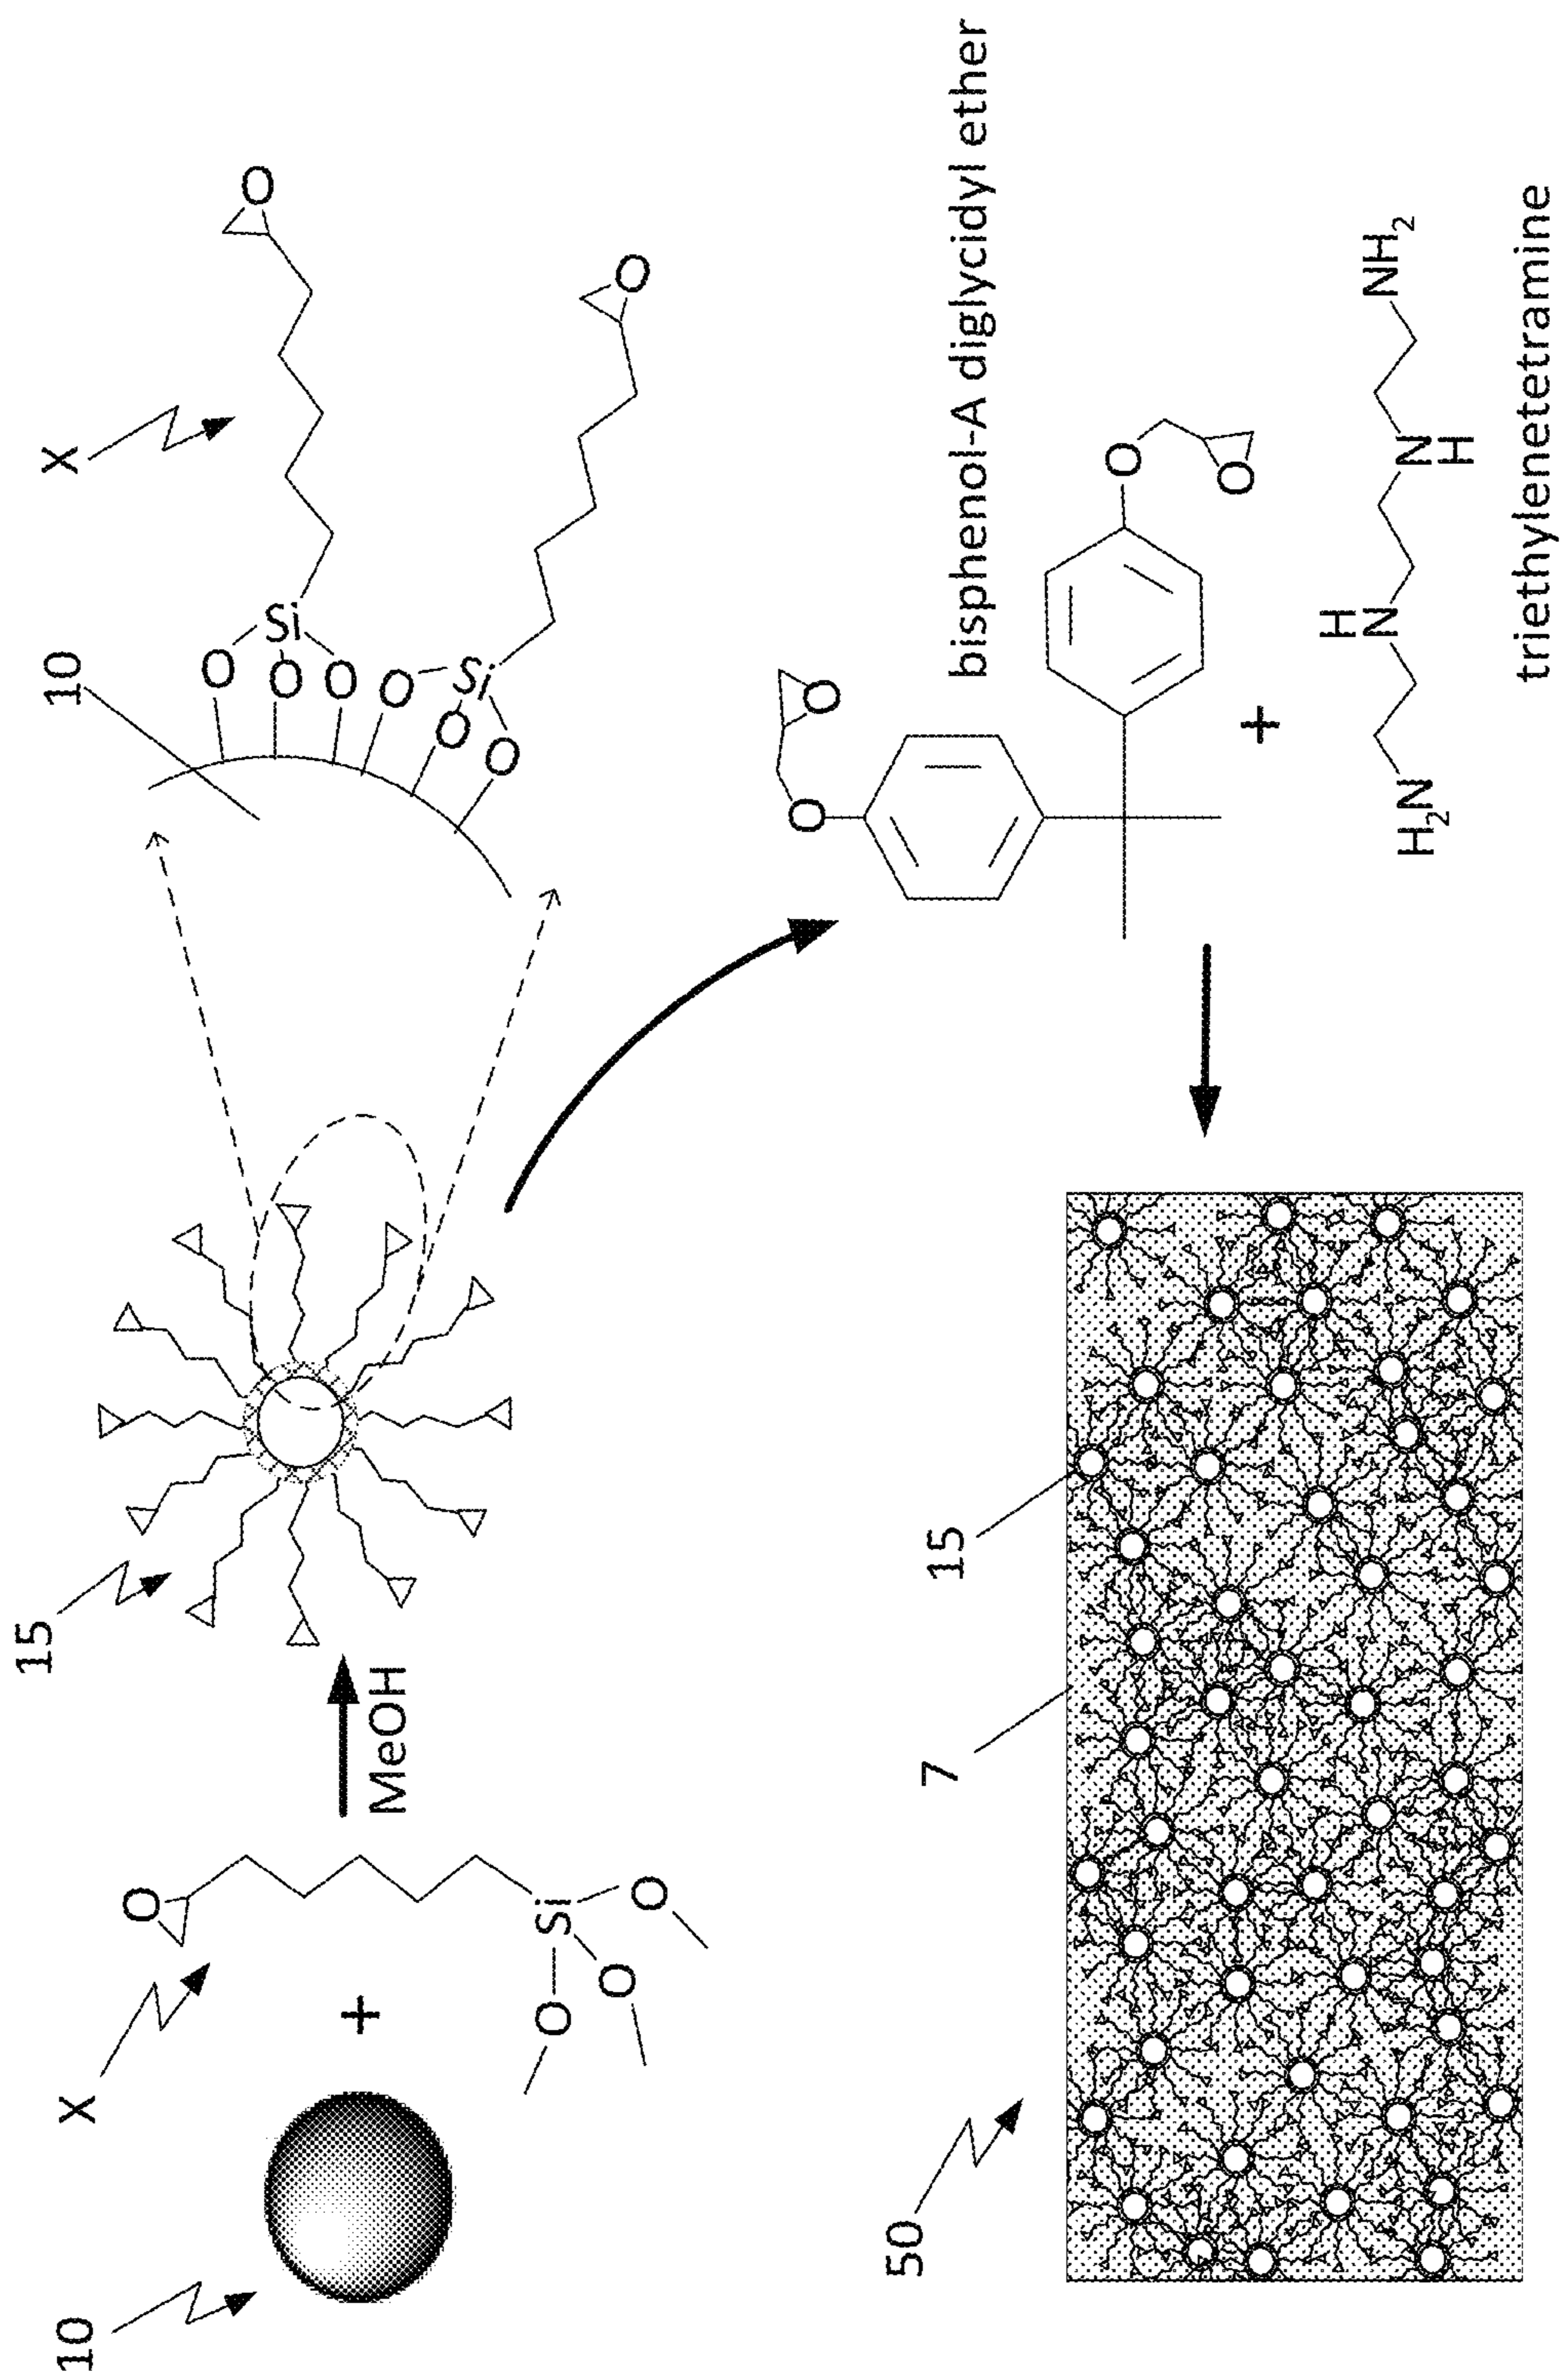 10
X
O
+
Si
O
O
O
MeOH
15
10
X
O
O
O
Si
O
O
O
O
Si
O
50
7
15
O
O
bisphenol-A diglycidyl ether
O
O
+
H₂N
H
N
N
H
NH₂
triethylenetetramine